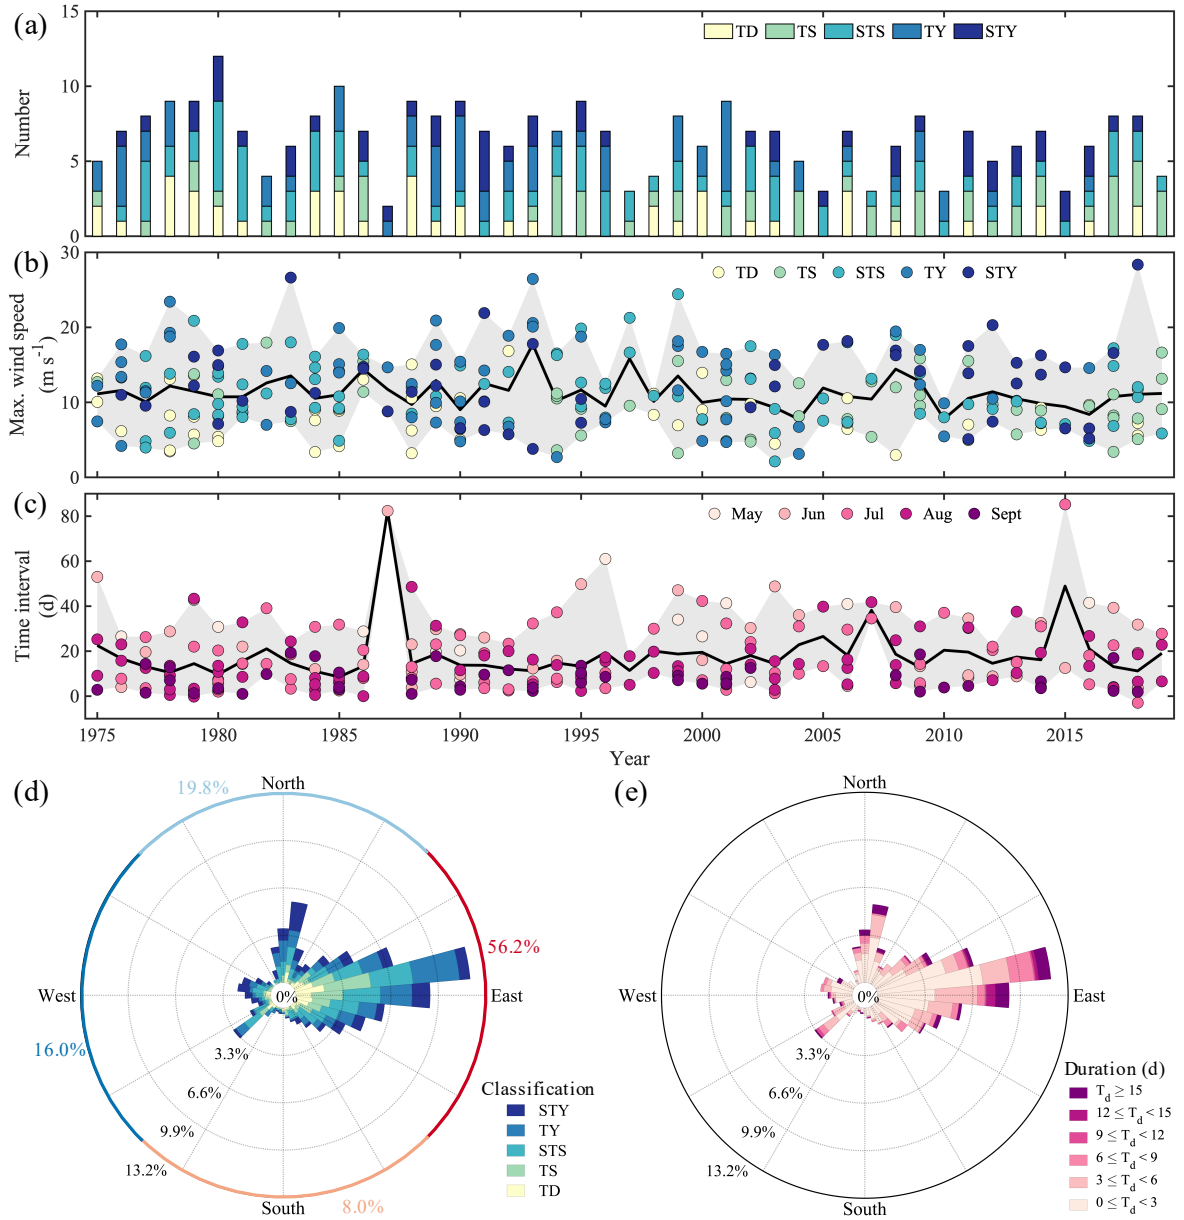 (a)
15
10
5
0
Number
TD TS STS TY STY
(b)
30
20
10
0
Max. wind speed
(m s-1)
TD TS STS TY STY
(c)
80
60
40
20
0
Time interval
(d)
May Jun Jul Aug Sept
1975 1980 1985 1990 1995 2000 2005 2010 2015
Year
(d)
19.8%
North
56.2%
West
0%
East
16.0%
3.3%
6.6%
9.9%
13.2%
South
8.0%
Classification
STY
TY
STS
TS
TD
(e)
North
West
0%
East
3.3%
6.6%
9.9%
13.2%
South
Duration (d)
Td ≥ 15
12 ≤ Td < 15
9 ≤ Td < 12
6 ≤ Td < 9
3 ≤ Td < 6
0 ≤ Td < 3